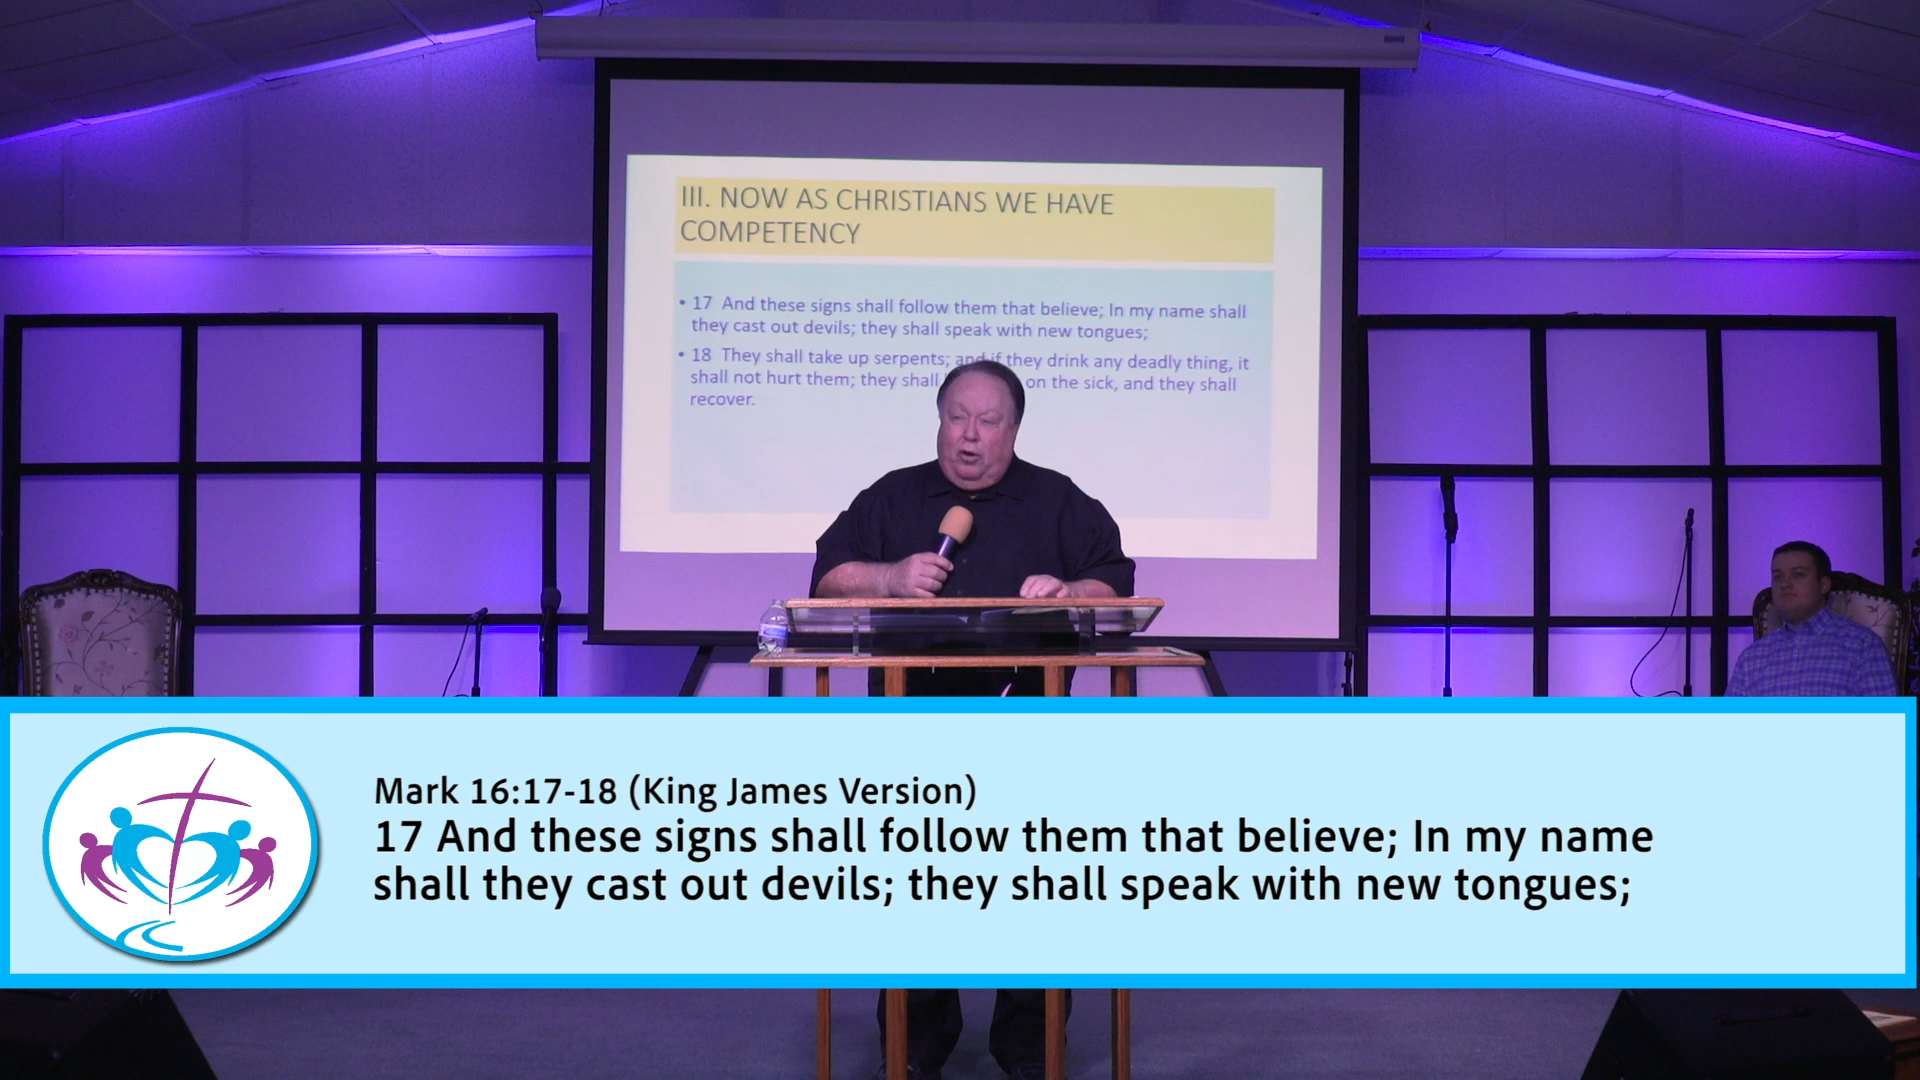 III. NOW AS CHRISTIANS WE HAVE
COMPETENCY
• 17 And these signs shall follow them that believe; In my name shall
they cast out devils; they shall speak with new tongues;
• 18 They shall take up serpents; and if they drink any deadly thing, it
shall not hurt them; they shall on the sick, and they shall
recover.
Mark 16:17-18 (King James Version)
17 And these signs shall follow them that believe; In my name
shall they cast out devils; they shall speak with new tongues;